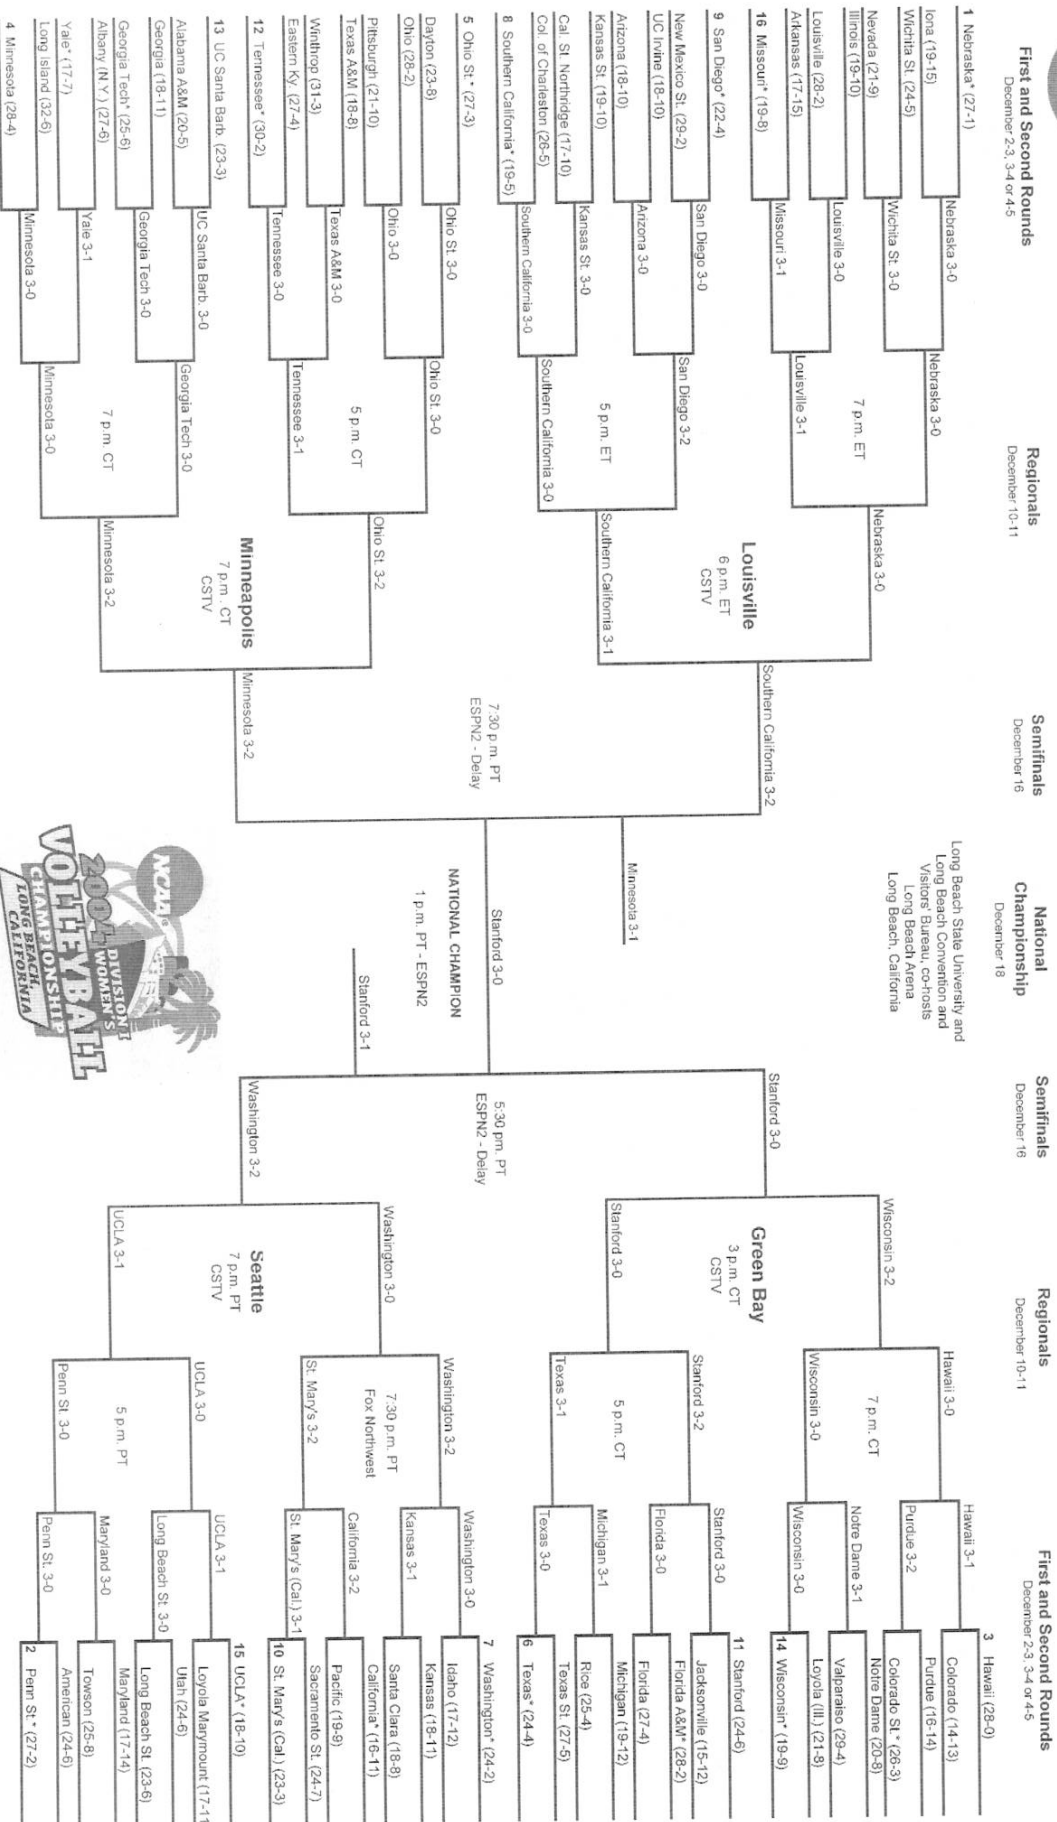 First and Second Rounds
December 2-3, 3-4 or 4-5
Regionals
December 10-11
Semifinals
December 16
National
Championship
December 18
Semifinals
December 16
Regionals
December 10-11
First and Second Rounds
December 2-3, 3-4 or 4-5
Long Beach State University and
Long Beach Convention and
Visitors' Bureau, co-hosts
Long Beach Arena
Long Beach, California
1 Nebraska* (27-1)
Iona (19-15)
Wichita St. (24-5)
Nevada (21-9)
Illinois (19-10)
Louisville (28-2)
Arkansas (17-15)
16 Missouri* (19-8)
9 San Diego* (22-4)
New Mexico St. (29-2)
UC Irvine (18-10)
Arizona (18-10)
Kansas St. (19-10)
Cal. St. Northridge (17-10)
Col. of Charleston (26-5)
8 Southern California* (19-5)
5 Ohio St.* (27-3)
Dayton (23-8)
Ohio (28-2)
Pittsburgh (21-10)
Texas A&M (18-8)
Winthrop (31-3)
Eastern Ky. (27-4)
12 Tennessee* (30-2)
13 UC Santa Barb. (23-3)
Alabama A&M (20-5)
Georgia (18-11)
Georgia Tech* (25-6)
Albany (N.Y.) (27-6)
Yale* (17-7)
Long Island (32-6)
4 Minnesota (28-4)
Nebraska 3-0
Wichita St. 3-0
Louisville 3-0
Missouri 3-1
San Diego 3-0
Arizona 3-0
Kansas St. 3-0
Southern California 3-0
Ohio St. 3-0
Ohio 3-0
Texas A&M 3-0
Tennessee 3-0
UC Santa Barb. 3-0
Georgia Tech 3-0
Yale 3-1
Minnesota 3-0
Nebraska 3-0
7 p.m. ET
Louisville 3-1
San Diego 3-2
5 p.m. ET
Southern California 3-0
Ohio St. 3-0
5 p.m. CT
Tennessee 3-1
Georgia Tech 3-0
7 p.m. CT
Minnesota 3-0
Nebraska 3-0
Louisville
6 p.m. ET
CSTV
Southern California 3-1
Ohio St. 3-2
Minneapolis
7 p.m. CT
CSTV
Minnesota 3-2
Southern California 3-2
7:30 p.m. PT
ESPN2 - Delay
Minnesota 3-2
Minnesota 3-1
Stanford 3-0
NATIONAL CHAMPION
1 p.m. PT - ESPN2
Stanford 3-1
NCAA
2004
DIVISION I
WOMEN'S
VOLLEYBALL
CHAMPIONSHIP
LONG BEACH,
CALIFORNIA
Stanford 3-0
5:30 pm. PT
ESPN2 - Delay
Washington 3-2
Wisconsin 3-2
Green Bay
3 p.m. CT
CSTV
Stanford 3-0
Washington 3-0
Seattle
7 p.m. PT
CSTV
UCLA 3-1
Hawaii 3-0
7 p.m. CT
Wisconsin 3-0
Stanford 3-2
5 p.m. CT
Texas 3-1
Washington 3-2
7:30 p.m. PT
Fox Northwest
St. Mary's 3-2
UCLA 3-0
5 p.m. PT
Penn St. 3-0
Hawaii 3-1
Purdue 3-2
Notre Dame 3-1
Wisconsin 3-0
Stanford 3-0
Florida 3-0
Michigan 3-1
Texas 3-0
Washington 3-0
Kansas 3-1
California 3-2
St. Mary's (Cal.) 3-1
UCLA 3-1
Long Beach St. 3-0
Maryland 3-0
Penn St. 3-0
3 Hawaii (28-0)
Colorado (14-13)
Purdue (16-14)
Colorado St.* (26-3)
Notre Dame (20-8)
Valparaiso (29-4)
Loyola (Ill.) (21-8)
14 Wisconsin* (19-9)
11 Stanford (24-6)
Jacksonville (15-12)
Florida A&M* (28-2)
Florida (27-4)
Michigan (19-12)
Rice (25-4)
Texas St. (27-5)
6 Texas* (24-4)
7 Washington* (24-2)
Idaho (17-12)
Kansas (18-11)
Santa Clara (18-8)
California* (16-11)
Pacific (19-9)
Sacramento St. (24-7)
10 St. Mary's (Cal.) (23-3)
15 UCLA* (18-10)
Loyola Marymount (17-11
Utah (24-6)
Long Beach St. (23-6)
Maryland (17-14)
Towson (25-8)
American (24-6)
2 Penn St.* (27-2)